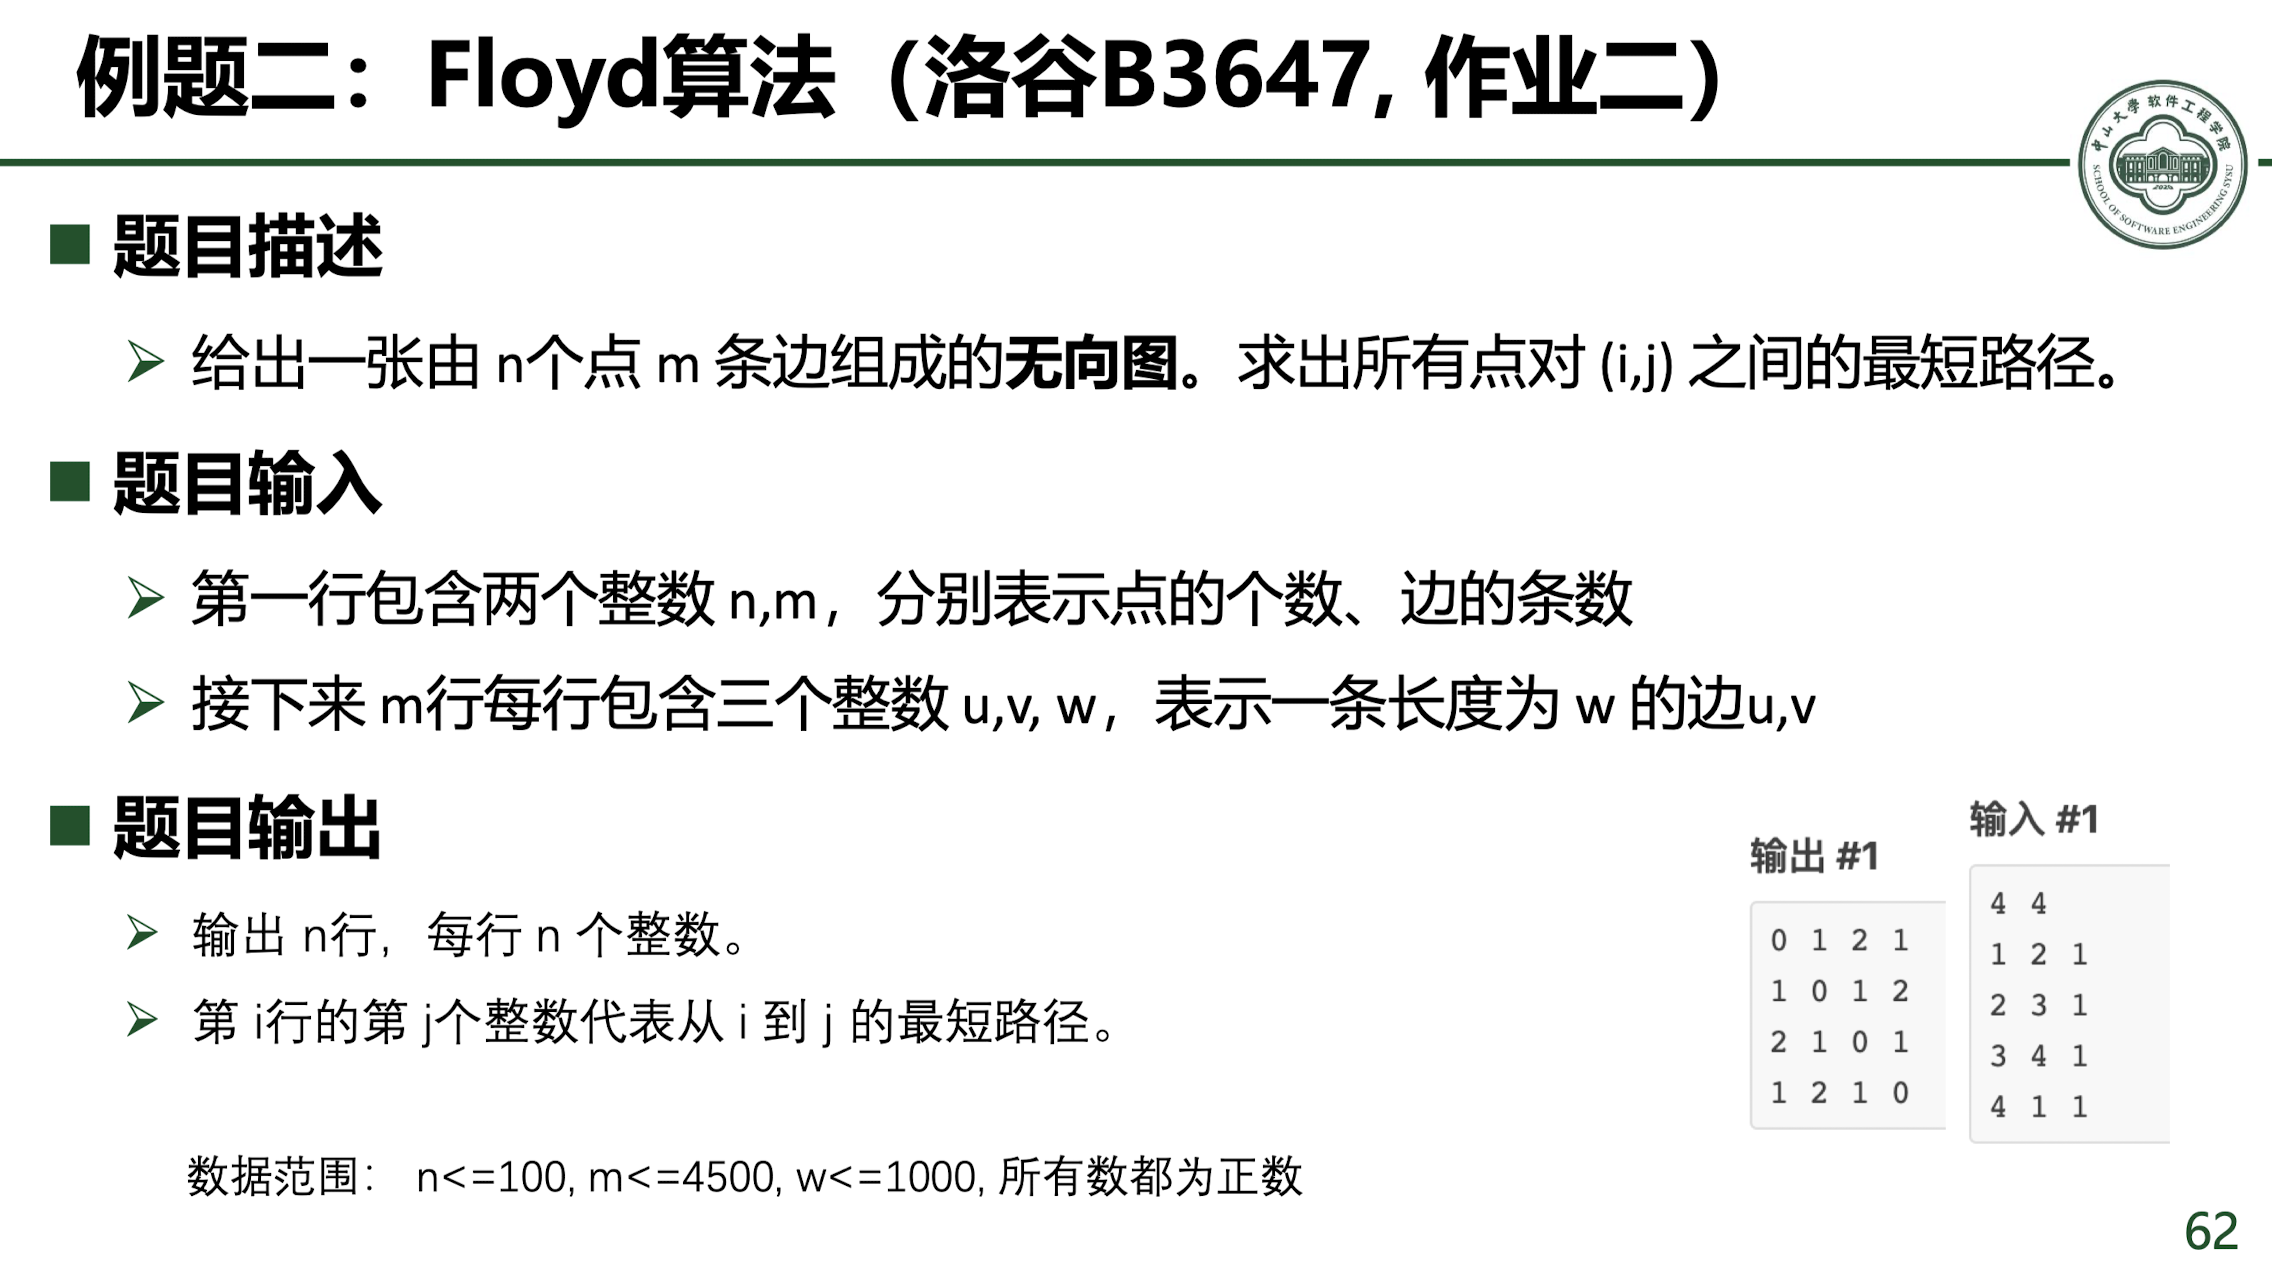 例题二：Floyd算法（洛谷B3647, 作业二）
中山大学软件工程学院
SCHOOL OF SOFTWARE ENGINEERING SYSU
题目描述
给出一张由 n个点 m 条边组成的无向图。求出所有点对 (i,j) 之间的最短路径。
题目输入
第一行包含两个整数 n,m，分别表示点的个数、边的条数
接下来 m行每行包含三个整数 u,v, w，表示一条长度为 w 的边u,v
题目输出
输出 n行，每行 n 个整数。
第 i行的第 j个整数代表从 i 到 j 的最短路径。
数据范围： n<=100, m<=4500, w<=1000, 所有数都为正数
输出 #1
0 1 2 1
1 0 1 2
2 1 0 1
1 2 1 0
输入 #1
4 4
1 2 1
2 3 1
3 4 1
4 1 1
62